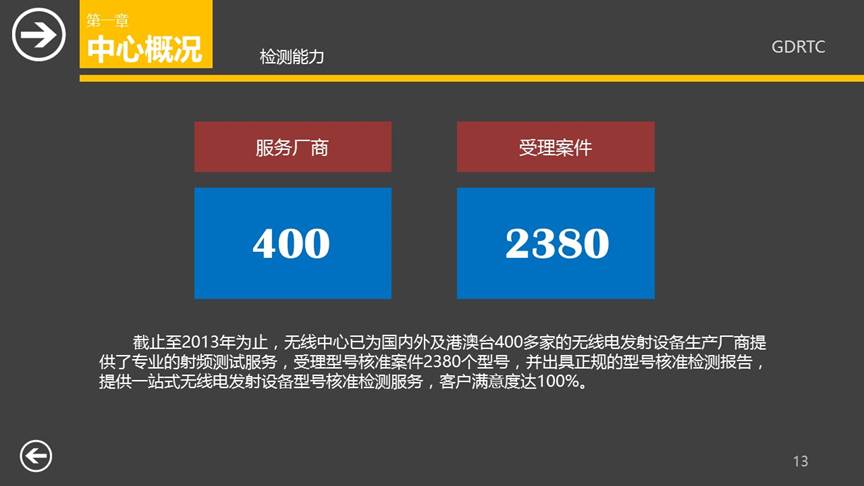 第一章
中心概况
检测能力
GDRTC
服务厂商
受理案件
400
2380
截止至2013年为止，无线中心已为国内外及港澳台400多家的无线电发射设备生产厂商提
供了专业的射频测试服务，受理型号核准案件2380个型号，并出具正规的型号核准检测报告，
提供一站式无线电发射设备型号核准检测服务，客户满意度达100%。
13